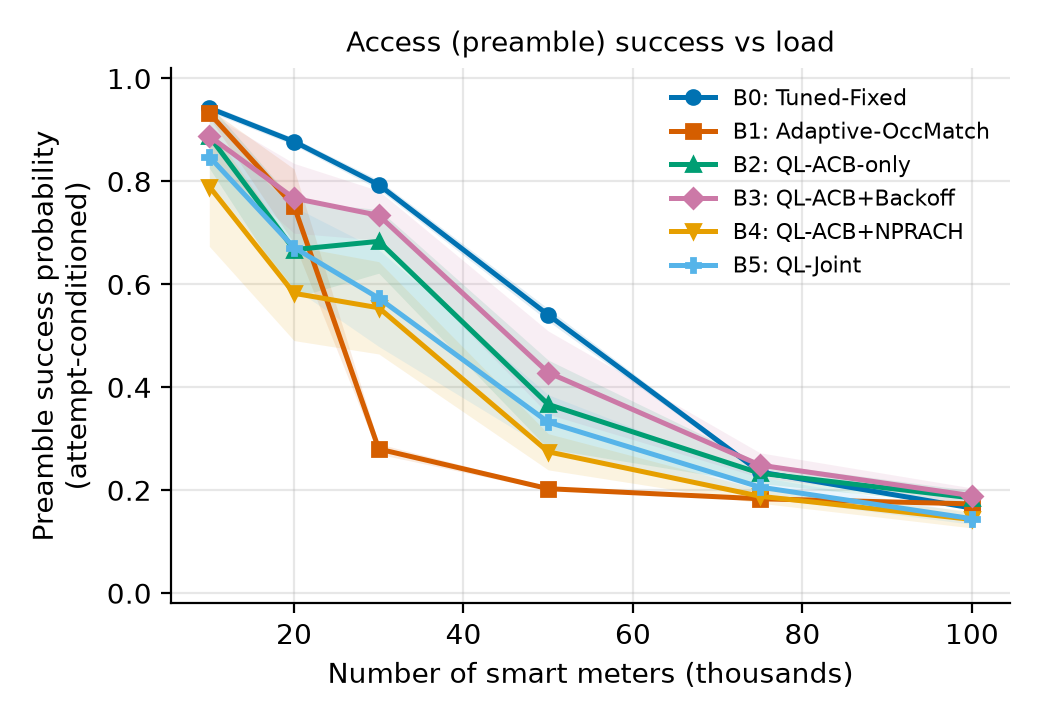 Access (preamble) success vs load
Preamble success probability
(attempt-conditioned)
1.0
0.8
0.6
0.4
0.2
0.0
B0: Tuned-Fixed
B1: Adaptive-OccMatch
B2: QL-ACB-only
B3: QL-ACB+Backoff
B4: QL-ACB+NPRACH
B5: QL-Joint
20
40
60
80
100
Number of smart meters (thousands)